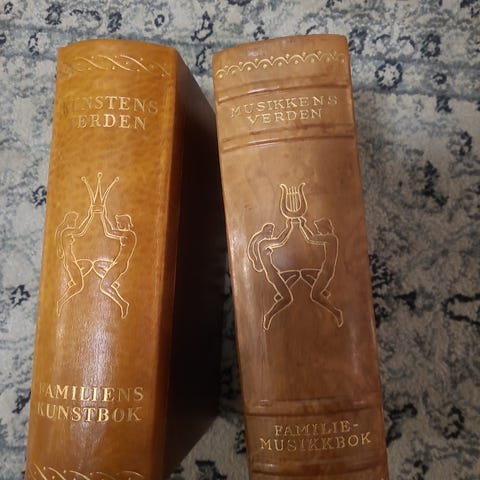 KUNSTENS
VERDEN
FAMILIENS
KUNSTBOK
MUSIKKENS
VERDEN
FAMILIE-
MUSIKKBOK